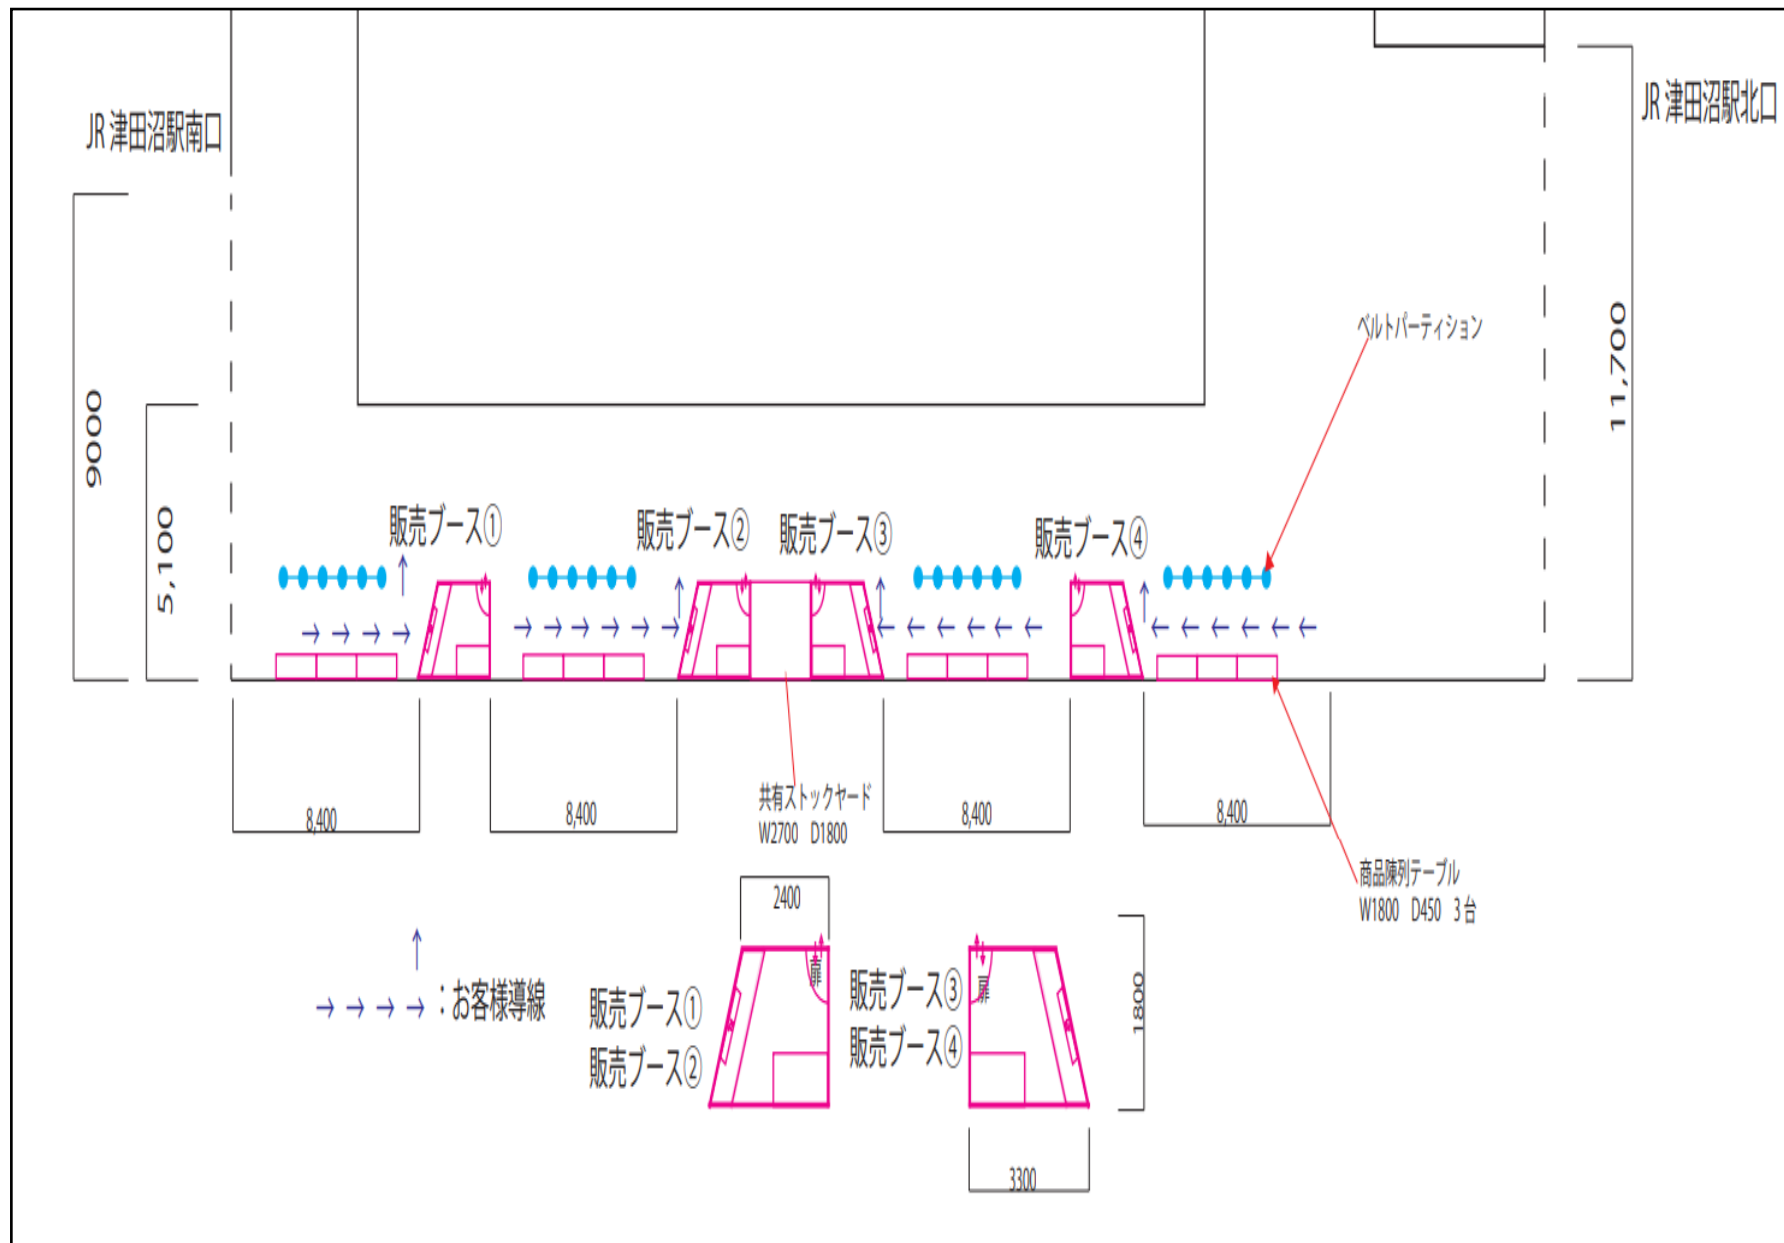 JR 津田沼駅南口
JR 津田沼駅北口
9000
5,100
11,700
ベルトパーティション
販売ブース①
販売ブース②
販売ブース③
販売ブース④
8,400
8,400
共有ストックヤード
W2700 D1800
8,400
8,400
商品陳列テーブル
W1800 D450 3台
2400
扉
扉
1800
：お客様導線
販売ブース①
販売ブース②
販売ブース③
販売ブース④
3300